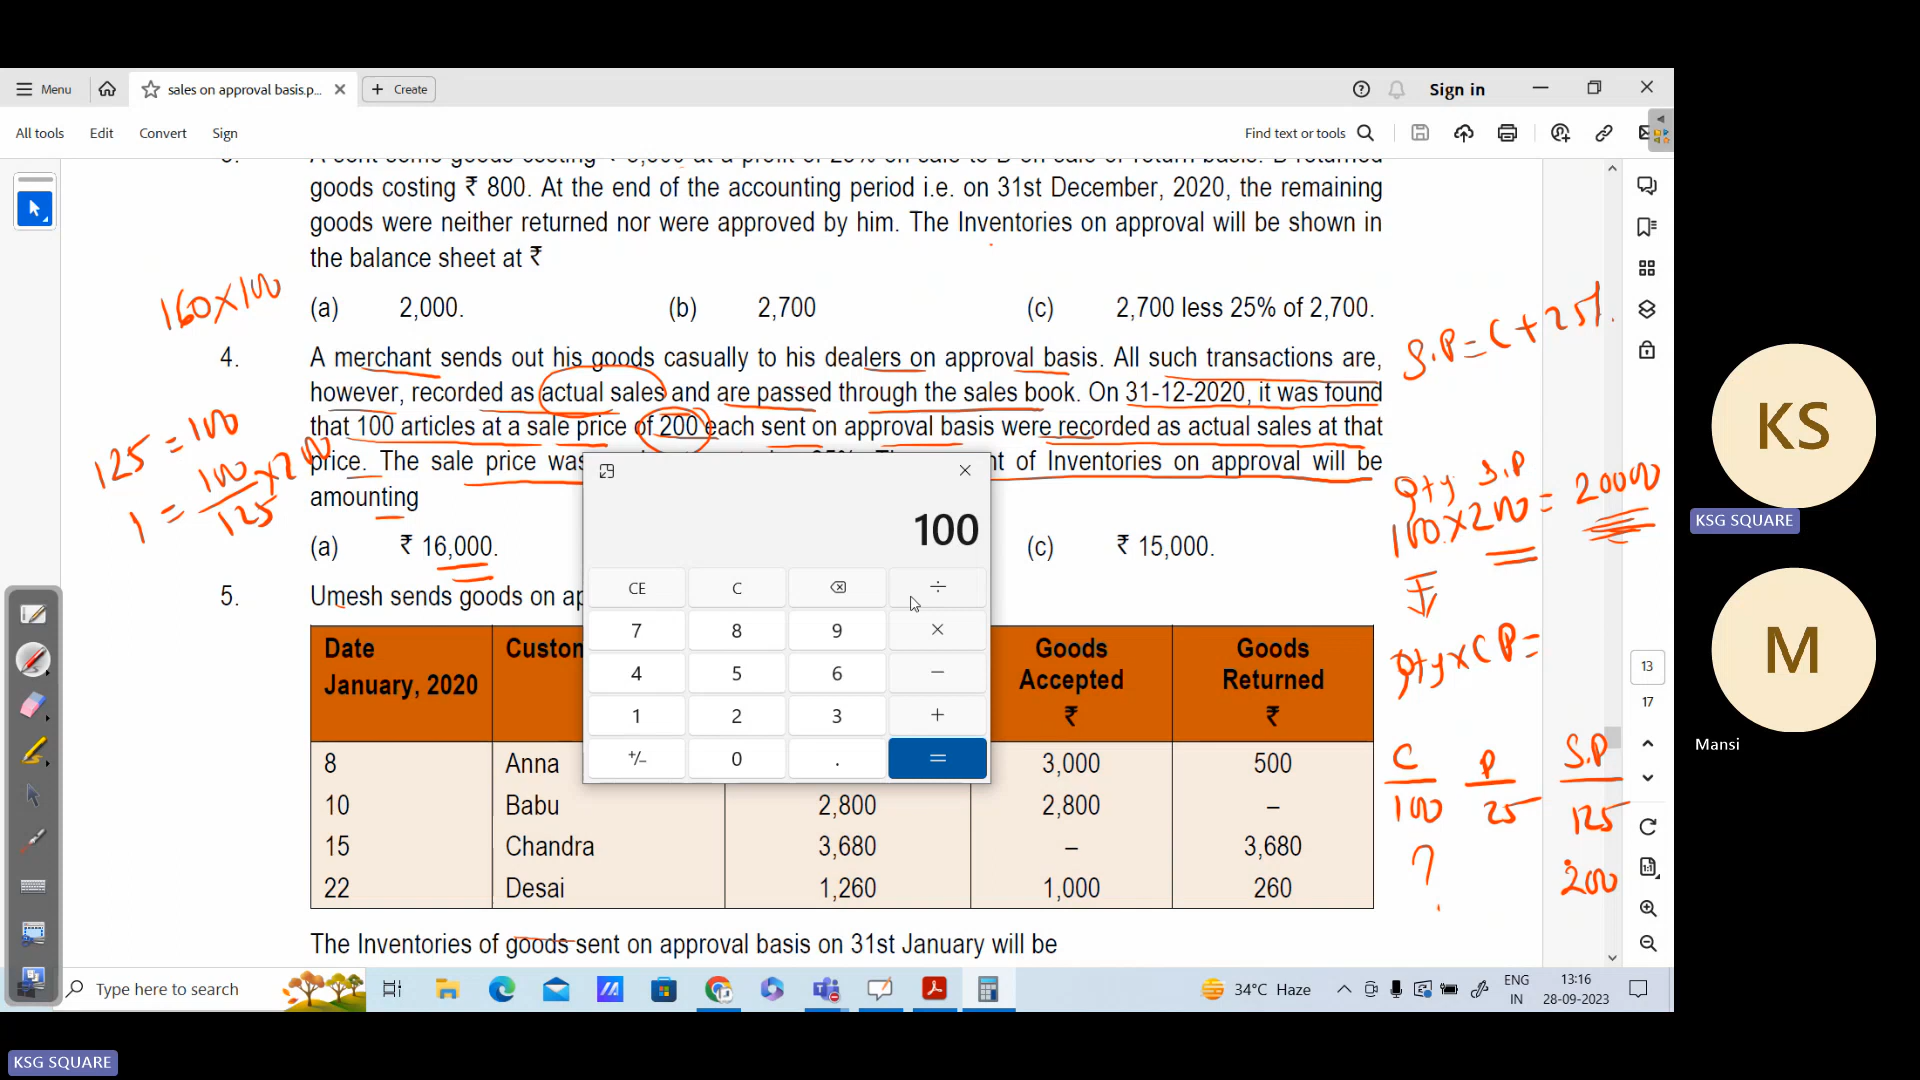 Menu
sales on approval basis.p...
Create
Sign in
All tools
Edit
Convert
Sign
Find text or tools
goods costing ₹ 800. At the end of the accounting period i.e. on 31st December, 2020, the remaining
goods were neither returned nor were approved by him. The Inventories on approval will be shown in
the balance sheet at ₹
(a) 2,000. (b) 2,700 (c) 2,700 less 25% of 2,700.
160x100
S.P = C + 25%.
4. A merchant sends out his goods casually to his dealers on approval basis. All such transactions are,
however, recorded as actual sales and are passed through the sales book. On 31-12-2020, it was found
that 100 articles at a sale price of 200 each sent on approval basis were recorded as actual sales at that
price. The sale price was
of Inventories on approval will be
amounting
125 = 100
1 = 100/125 x 200
Qty S.P
100 x 200 = 20000
Qty x C P =
(a) ₹ 16,000. (c) ₹ 15,000.
5. Umesh sends goods on ap
100
CE C ÷
7 8 9 ×
4 5 6 −
1 2 3 +
+/− 0 . =
Date
January, 2020
Custom
Goods
Accepted
₹
Goods
Returned
₹
8 Anna 3,000 500
10 Babu 2,800 2,800 –
15 Chandra 3,680 – 3,680
22 Desai 1,260 1,000 260
C P S.P
100 25 125
? 200
The Inventories of goods sent on approval basis on 31st January will be
13
17
1:1
KS
KSG SQUARE
M
Mansi
Type here to search
34°C Haze
ENG
IN
13:16
28-09-2023
KSG SQUARE